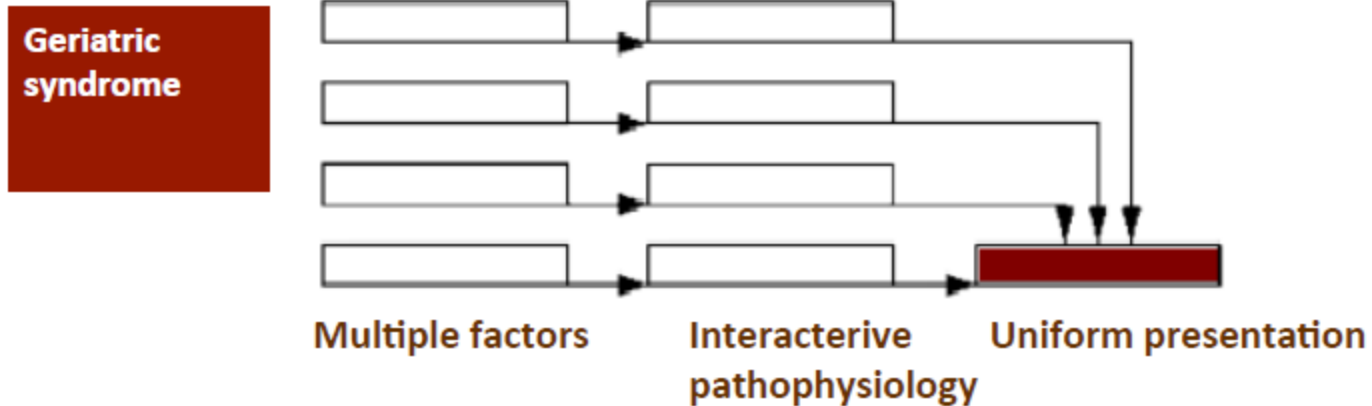 Geriatric
syndrome
Multiple factors
Interacterive
pathophysiology
Uniform presentation